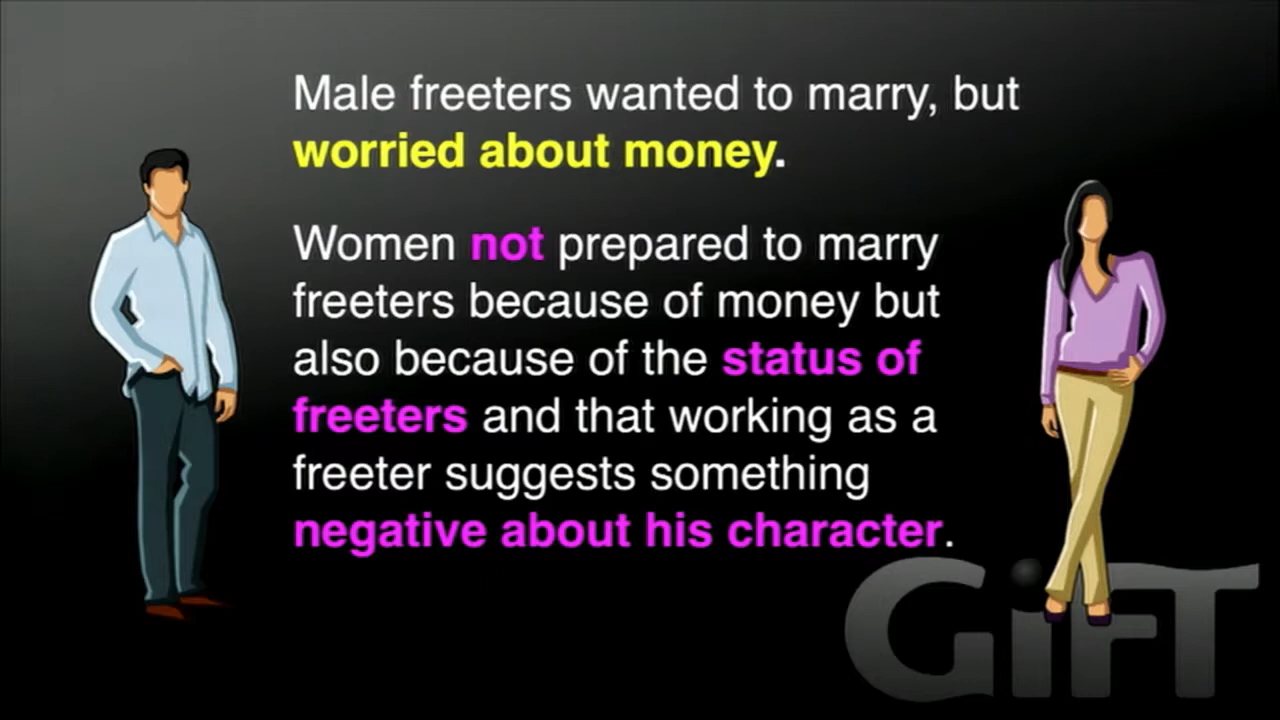 Male freeters wanted to marry, but
worried about money.
Women not prepared to marry
freeters because of money but
also because of the status of
freeters and that working as a
freeter suggests something
negative about his character.
GiFT